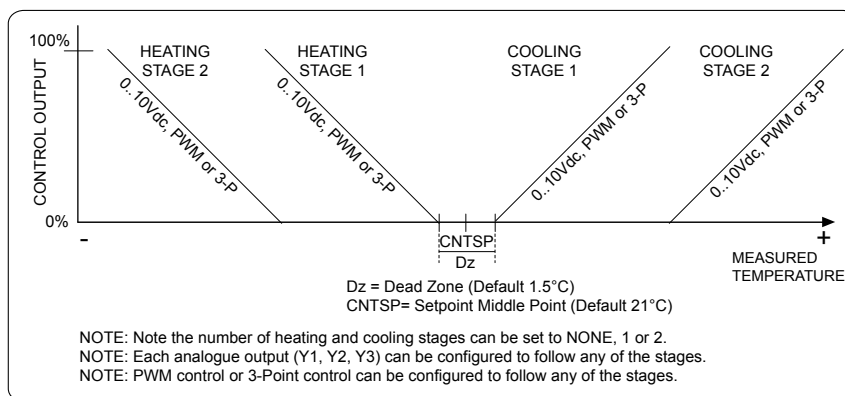 100%
HEATING
STAGE 2
HEATING
STAGE 1
COOLING
STAGE 1
COOLING
STAGE 2
CONTROL OUTPUT
0..10Vdc, PWM or 3-P
0..10Vdc, PWM or 3-P
0..10Vdc, PWM or 3-P
0..10Vdc, PWM or 3-P
0%
-
CNTSP
+
Dz
MEASURED
TEMPERATURE
Dz = Dead Zone (Default 1.5°C)
CNTSP= Setpoint Middle Point (Default 21°C)
NOTE: Note the number of heating and cooling stages can be set to NONE, 1 or 2.
NOTE: Each analogue output (Y1, Y2, Y3) can be configured to follow any of the stages.
NOTE: PWM control or 3-Point control can be configured to follow any of the stages.